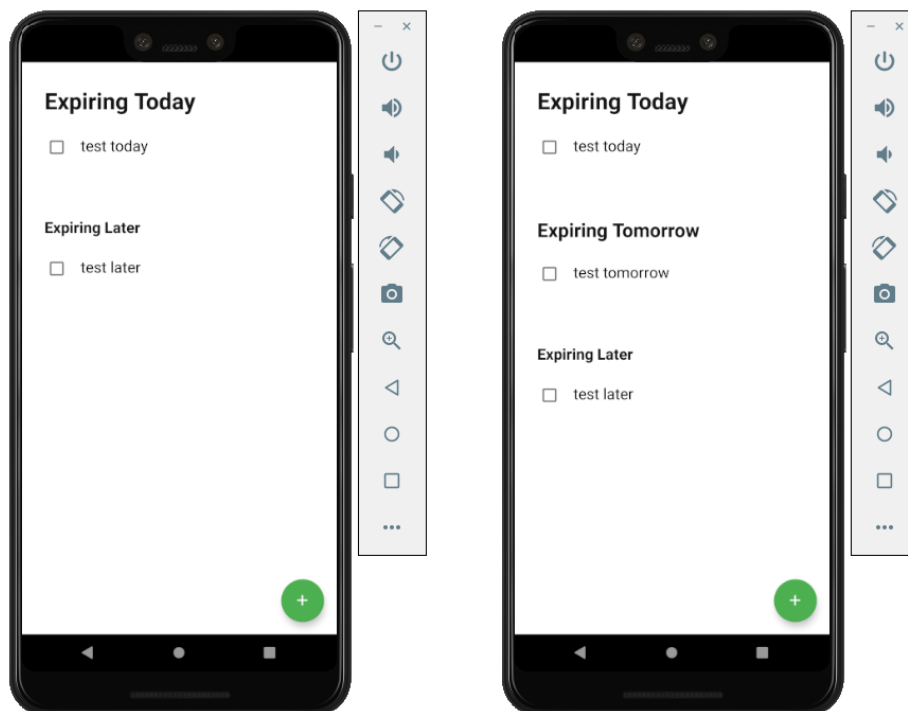 Expiring Today
test today
Expiring Later
test later
Expiring Today
test today
Expiring Tomorrow
test tomorrow
Expiring Later
test later